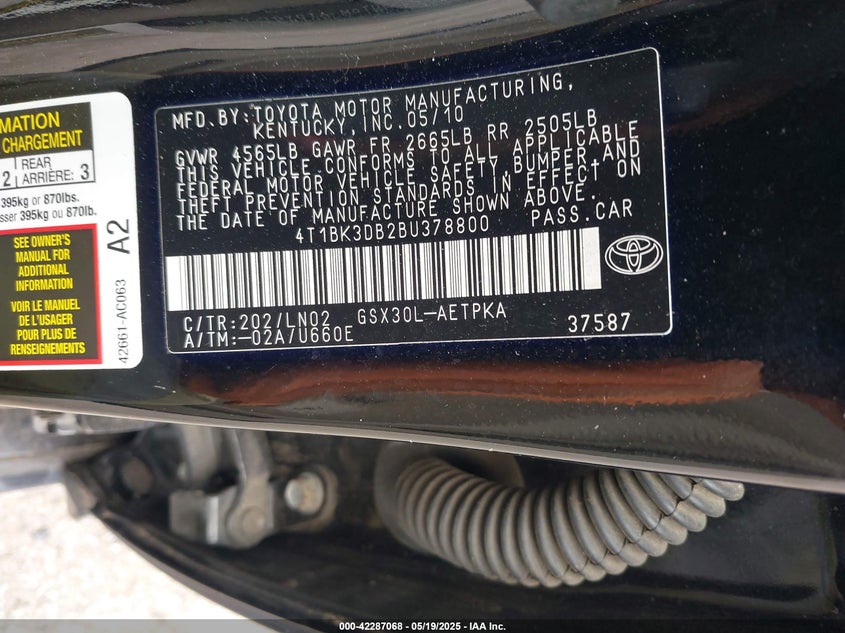 MATION
CHARGEMENT
2 REAR
ARRIÈRE: 3
395kg or 870lbs.
sser 395kg ou 870lb.
SEE OWNER'S
MANUAL FOR
ADDITIONAL
INFORMATION
VOIR LE MANUEL
DE L'USAGER
POUR PLUS DE
RENSEIGNEMENTS
A2
42661-AC063
MFD.BY:TOYOTA MOTOR MANUFACTURING,
KENTUCKY,INC.05/10
GVWR 4565LB GAWR FR 2665LB RR 2505LB
THIS VEHICLE CONFORMS TO ALL APPLICABLE
FEDERAL MOTOR VEHICLE SAFETY,BUMPER,AND
THEFT PREVENTION STANDARDS IN EFFECT ON
THE DATE OF MANUFACTURE SHOWN ABOVE.
4T1BK3DB2BU378800 PASS.CAR
C/TR:202/LN02 GSX30L-AETPKA
A/TM:-02A/U660E 37587
000-42287068 - 05/19/2025 - IAA Inc.